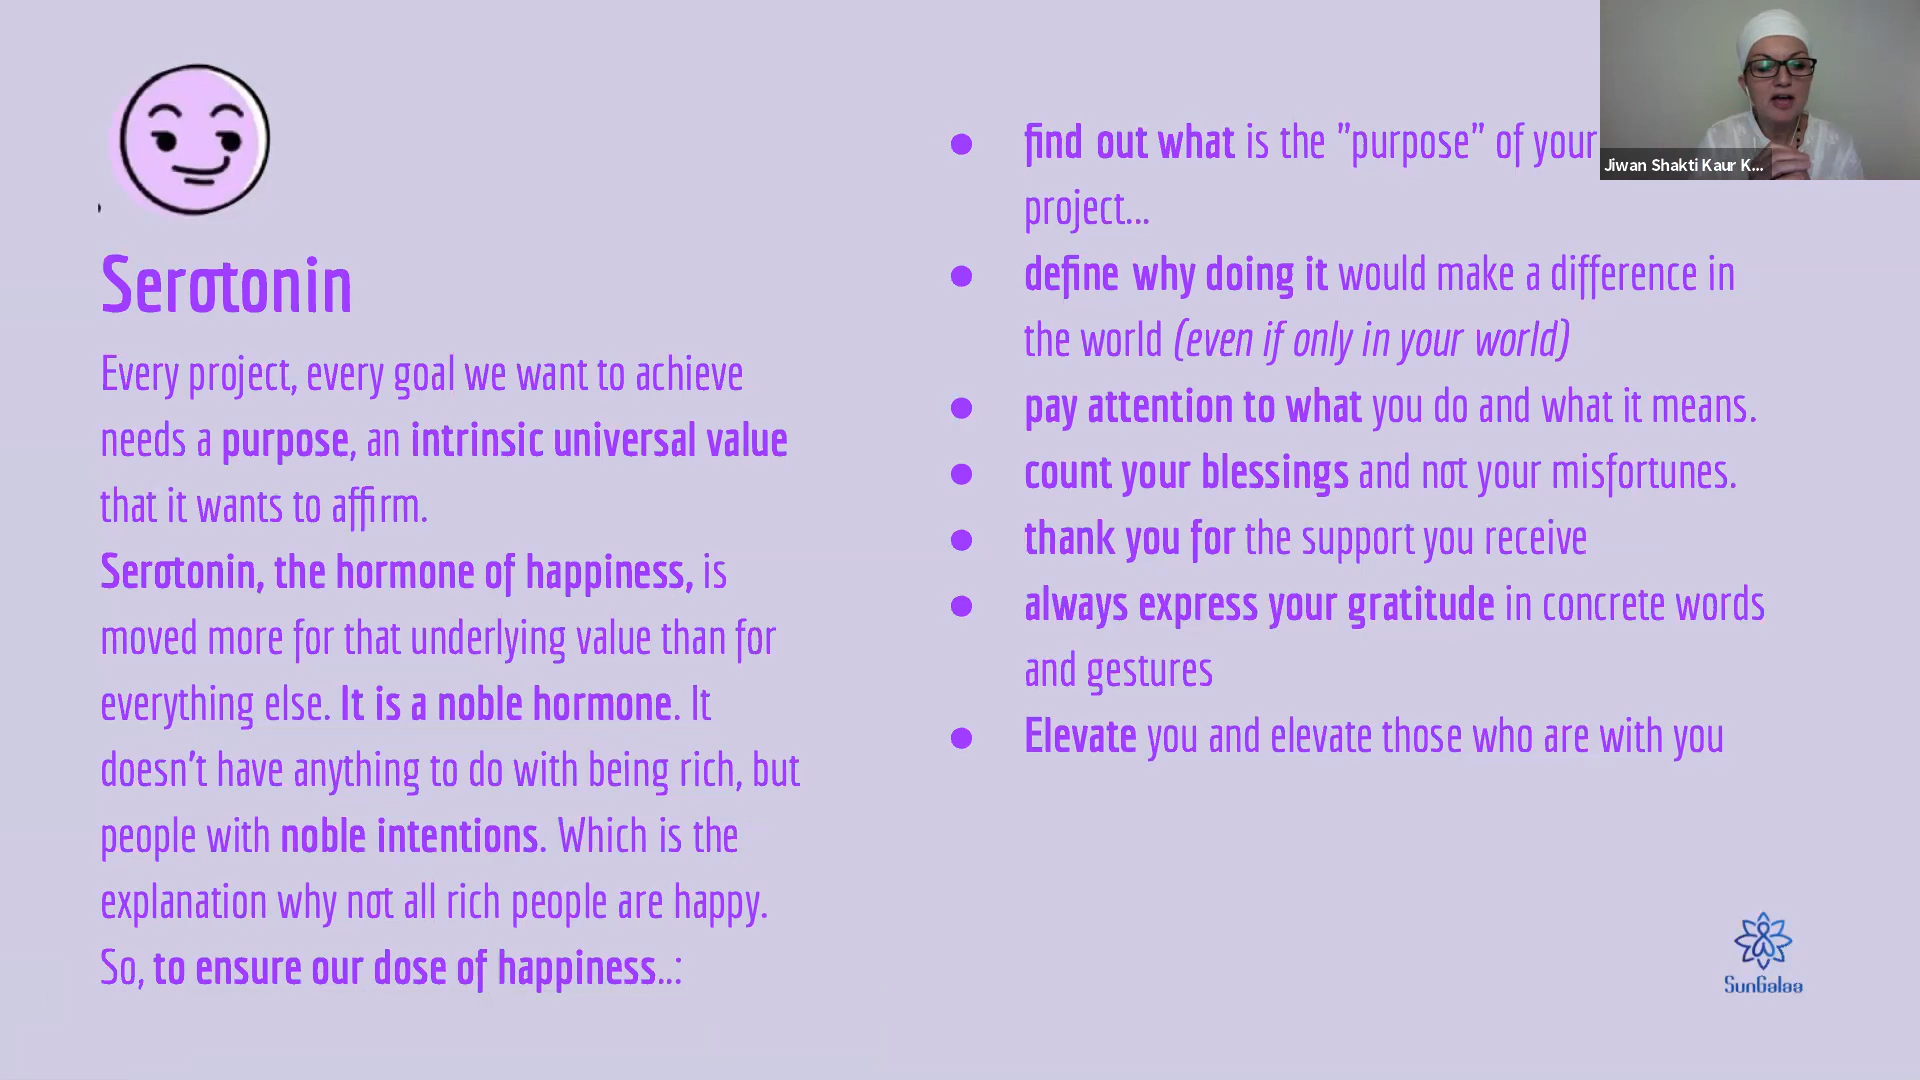 Serotonin
Every project, every goal we want to achieve
needs a purpose, an intrinsic universal value
that it wants to affirm.
Serotonin, the hormone of happiness, is
moved more for that underlying value than for
everything else. It is a noble hormone. It
doesn't have anything to do with being rich, but
people with noble intentions. Which is the
explanation why not all rich people are happy.
So, to ensure our dose of happiness..:
● find out what is the "purpose" of your
project...
● define why doing it would make a difference in
the world (even if only in your world)
● pay attention to what you do and what it means.
● count your blessings and not your misfortunes.
● thank you for the support you receive
● always express your gratitude in concrete words
and gestures
● Elevate you and elevate those who are with you
Jiwan Shakti Kaur K...
SunGalaa